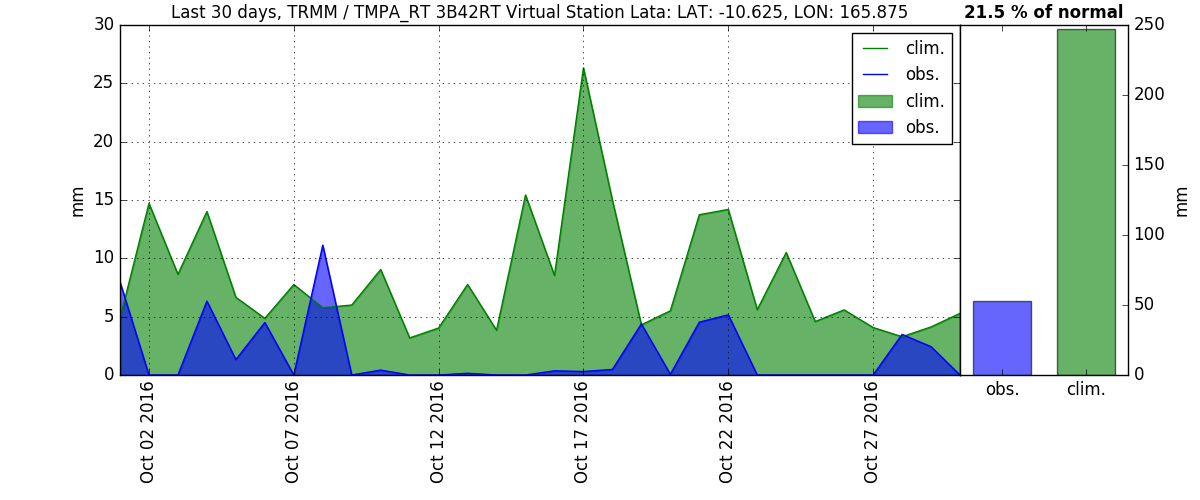 Last 30 days, TRMM / TMPA_RT 3B42RT Virtual Station Lata: LAT: -10.625, LON: 165.875
21.5 % of normal
30
25
20
15
10
5
0
mm
clim.
obs.
clim.
obs.
250
200
150
100
50
0
mm
obs.
clim.
Oct 02 2016
Oct 07 2016
Oct 12 2016
Oct 17 2016
Oct 22 2016
Oct 27 2016